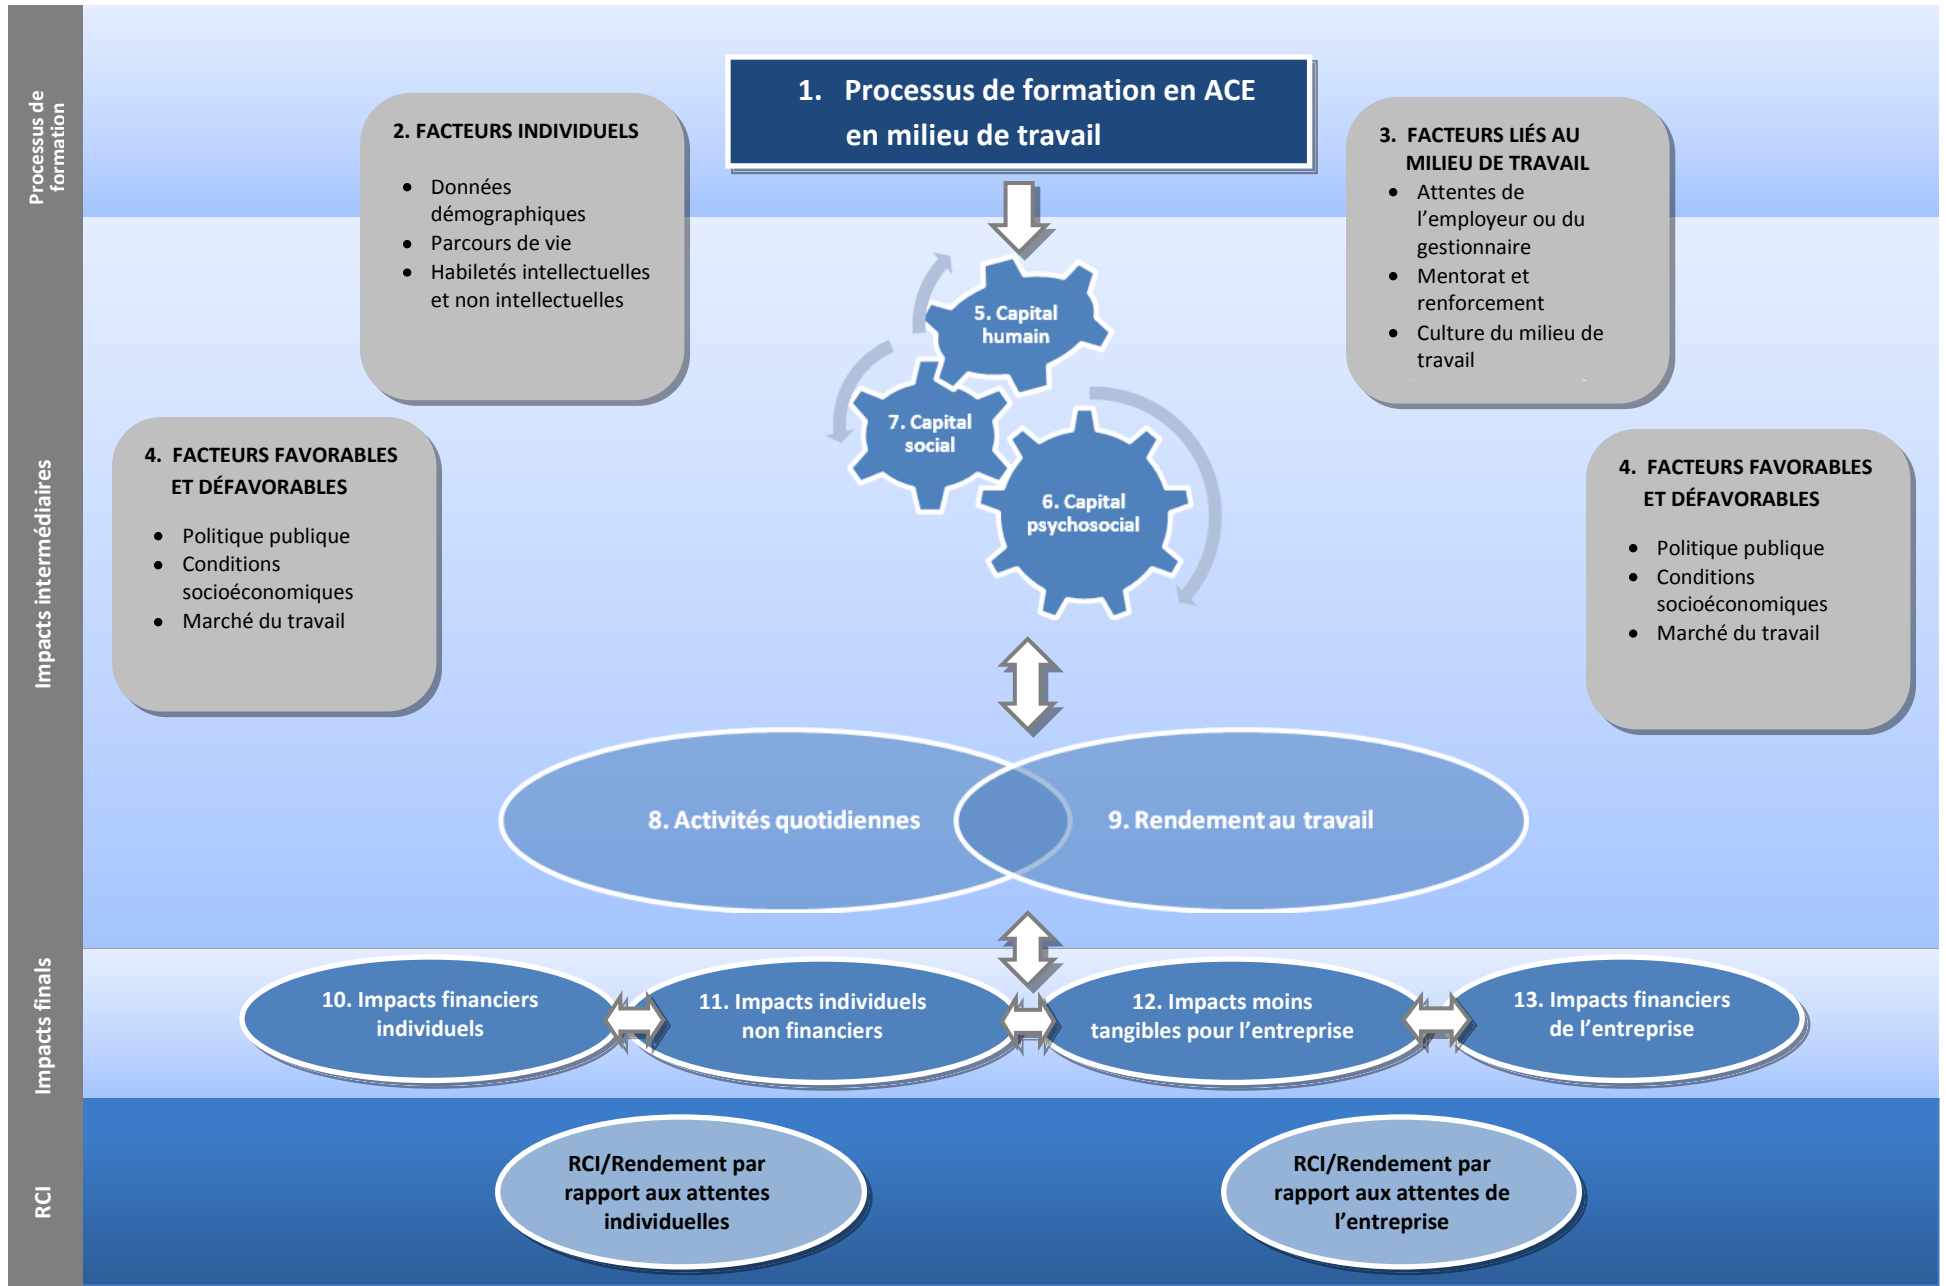 Processus de
formation
1. Processus de formation en ACE
en milieu de travail
2. FACTEURS INDIVIDUELS
• Données
démographiques
• Parcours de vie
• Habiletés intellectuelles
et non intellectuelles
3. FACTEURS LIÉS AU
MILIEU DE TRAVAIL
• Attentes de
l’employeur ou du
gestionnaire
• Mentorat et
renforcement
• Culture du milieu de
travail
Impacts intermédiaires
5. Capital
humain
7. Capital
social
6. Capital
psychosocial
4. FACTEURS FAVORABLES
ET DÉFAVORABLES
• Politique publique
• Conditions
socioéconomiques
• Marché du travail
4. FACTEURS FAVORABLES
ET DÉFAVORABLES
• Politique publique
• Conditions
socioéconomiques
• Marché du travail
8. Activités quotidiennes
9. Rendement au travail
Impacts finals
10. Impacts financiers
individuels
11. Impacts individuels
non financiers
12. Impacts moins
tangibles pour l’entreprise
13. Impacts financiers
de l’entreprise
RCI
RCI/Rendement par
rapport aux attentes
individuelles
RCI/Rendement par
rapport aux attentes de
l’entreprise